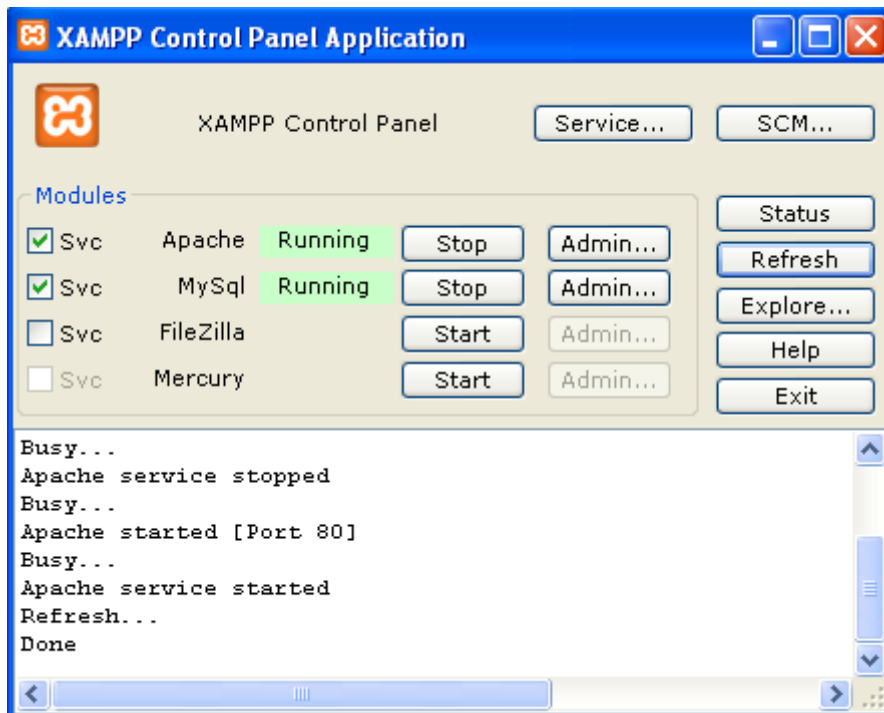 XAMPP Control Panel Application
XAMPP Control Panel Service... SCM...
Modules
Status
Svc Apache Running Stop Admin...
Refresh
Svc MySql Running Stop Admin...
Explore...
Svc FileZilla Start Admin...
Help
Svc Mercury Start Admin...
Exit
Busy...
Apache service stopped
Busy...
Apache started [Port 80]
Busy...
Apache service started
Refresh...
Done